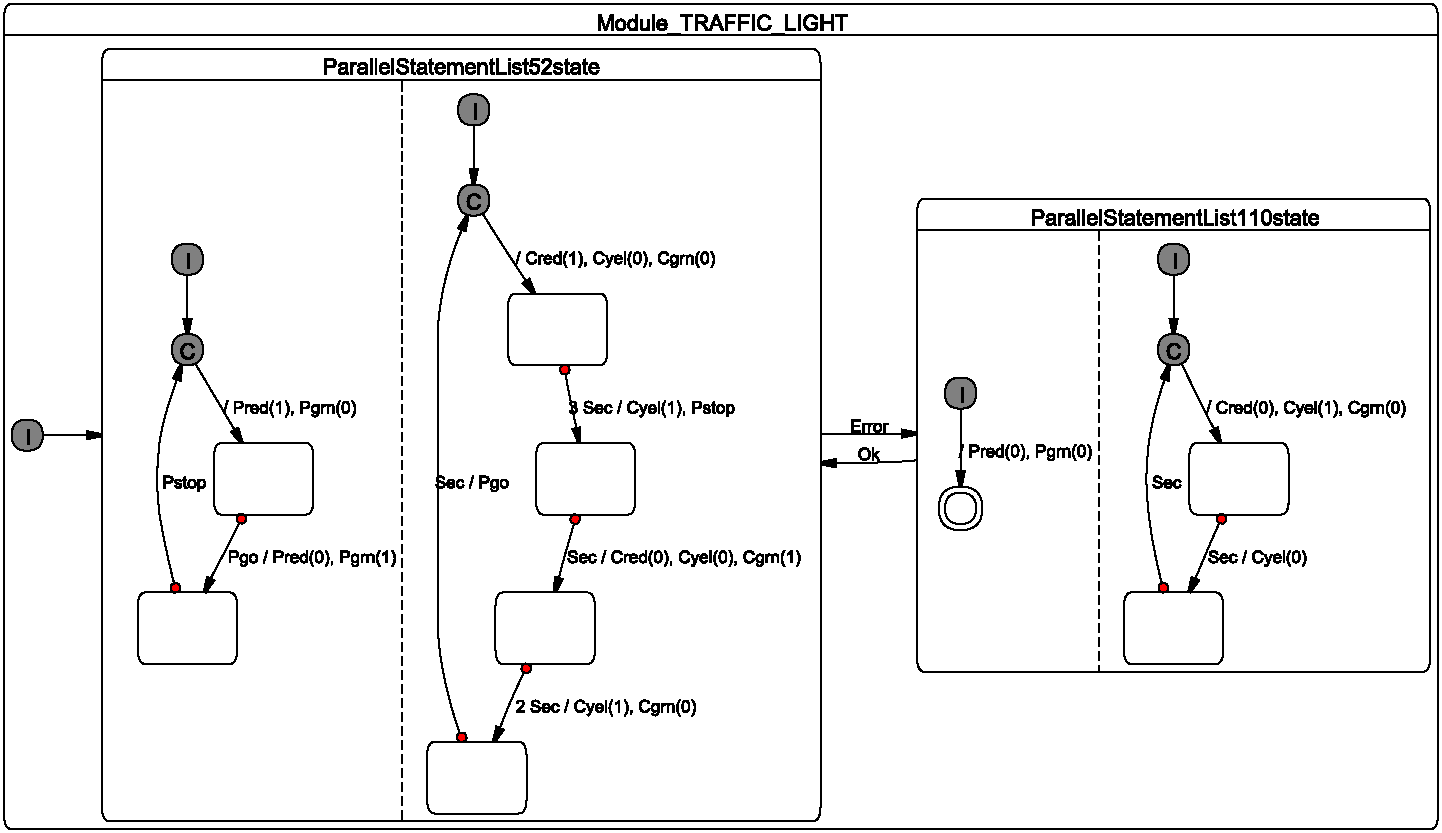 Module_TRAFFIC_LIGHT
ParallelStatementList52state
I
C
/ Cred(1), Cyel(0), Cgrn(0)
3 Sec / Cyel(1), Pstop
Sec / Pgo
Sec / Cred(0), Cyel(0), Cgrn(1)
2 Sec / Cyel(1), Cgrn(0)
I
C
/ Pred(1), Pgrn(0)
Pstop
Pgo / Pred(0), Pgrn(1)
I
Error
Ok
ParallelStatementList110state
I
/ Pred(0), Pgrn(0)
I
C
/ Cred(0), Cyel(1), Cgrn(0)
Sec
Sec / Cyel(0)